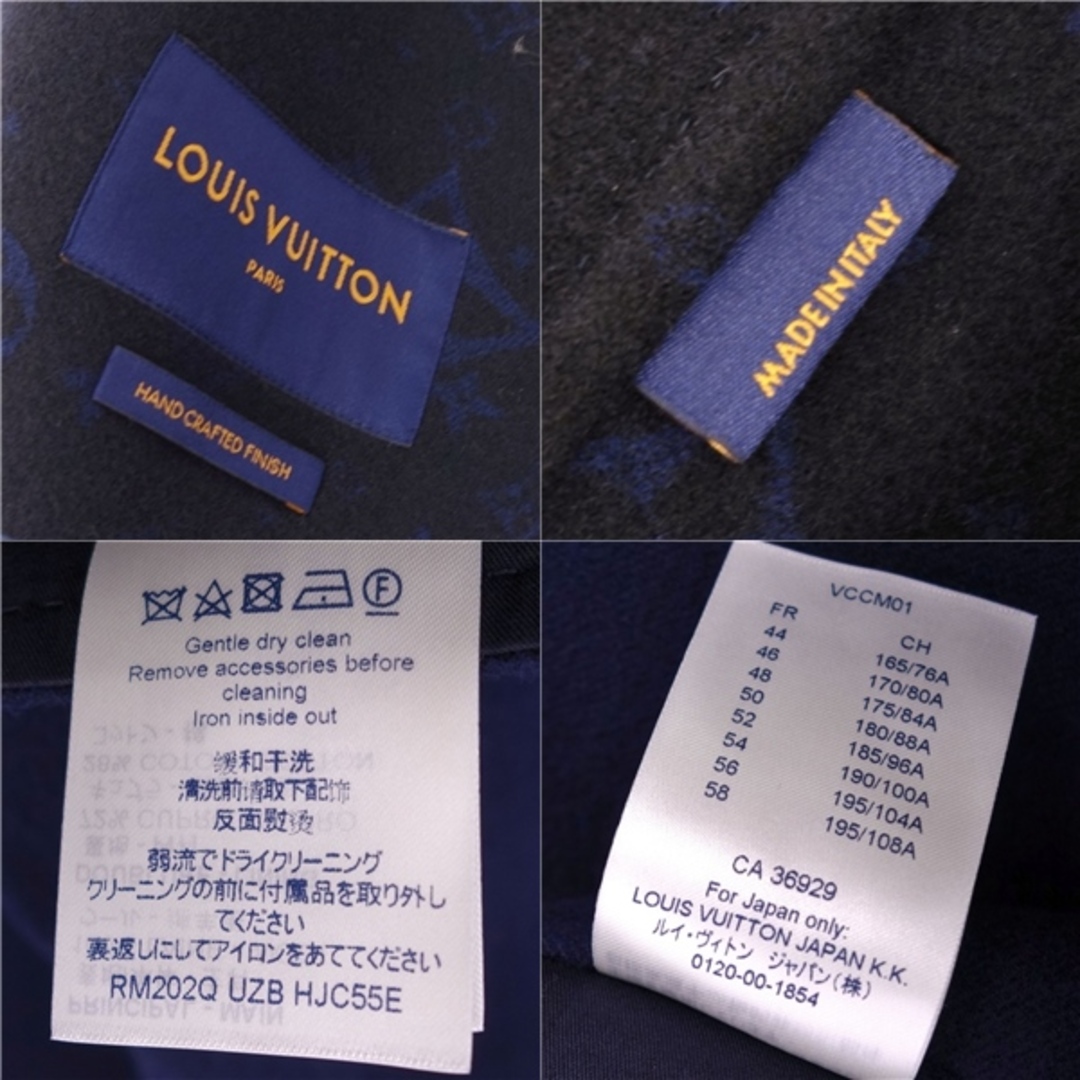 LOUIS VUITTON
PARIS
HAND CRAFTED FINISH
MADE IN ITALY
F
Gentle dry clean
Remove accessories before
cleaning
Iron inside out
缓和干洗
清洗前请取下配饰
反面熨烫
弱流でドライクリーニング
クリーニングの前に付属品を取り外し
てください
裏返しにしてアイロンをあててください
RM202Q UZB HJC55E
PRINCIPAL - MAIN
VCCM01
FR CH
44 165/76A
46 170/80A
48 175/84A
50 180/88A
52 185/96A
54 190/100A
56 195/104A
58 195/108A
CA 36929
For Japan only:
LOUIS VUITTON JAPAN K.K.
ルイ・ヴィトン ジャパン(株)
0120-00-1854